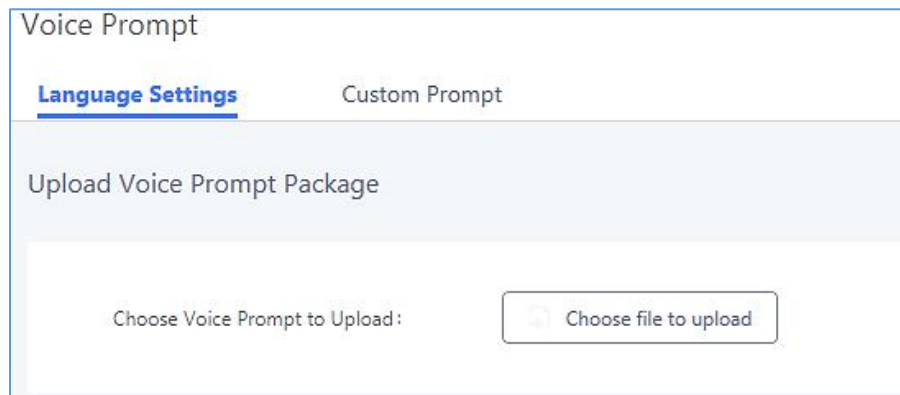 Voice Prompt
Language Settings Custom Prompt
Upload Voice Prompt Package
Choose Voice Prompt to Upload: Choose file to upload